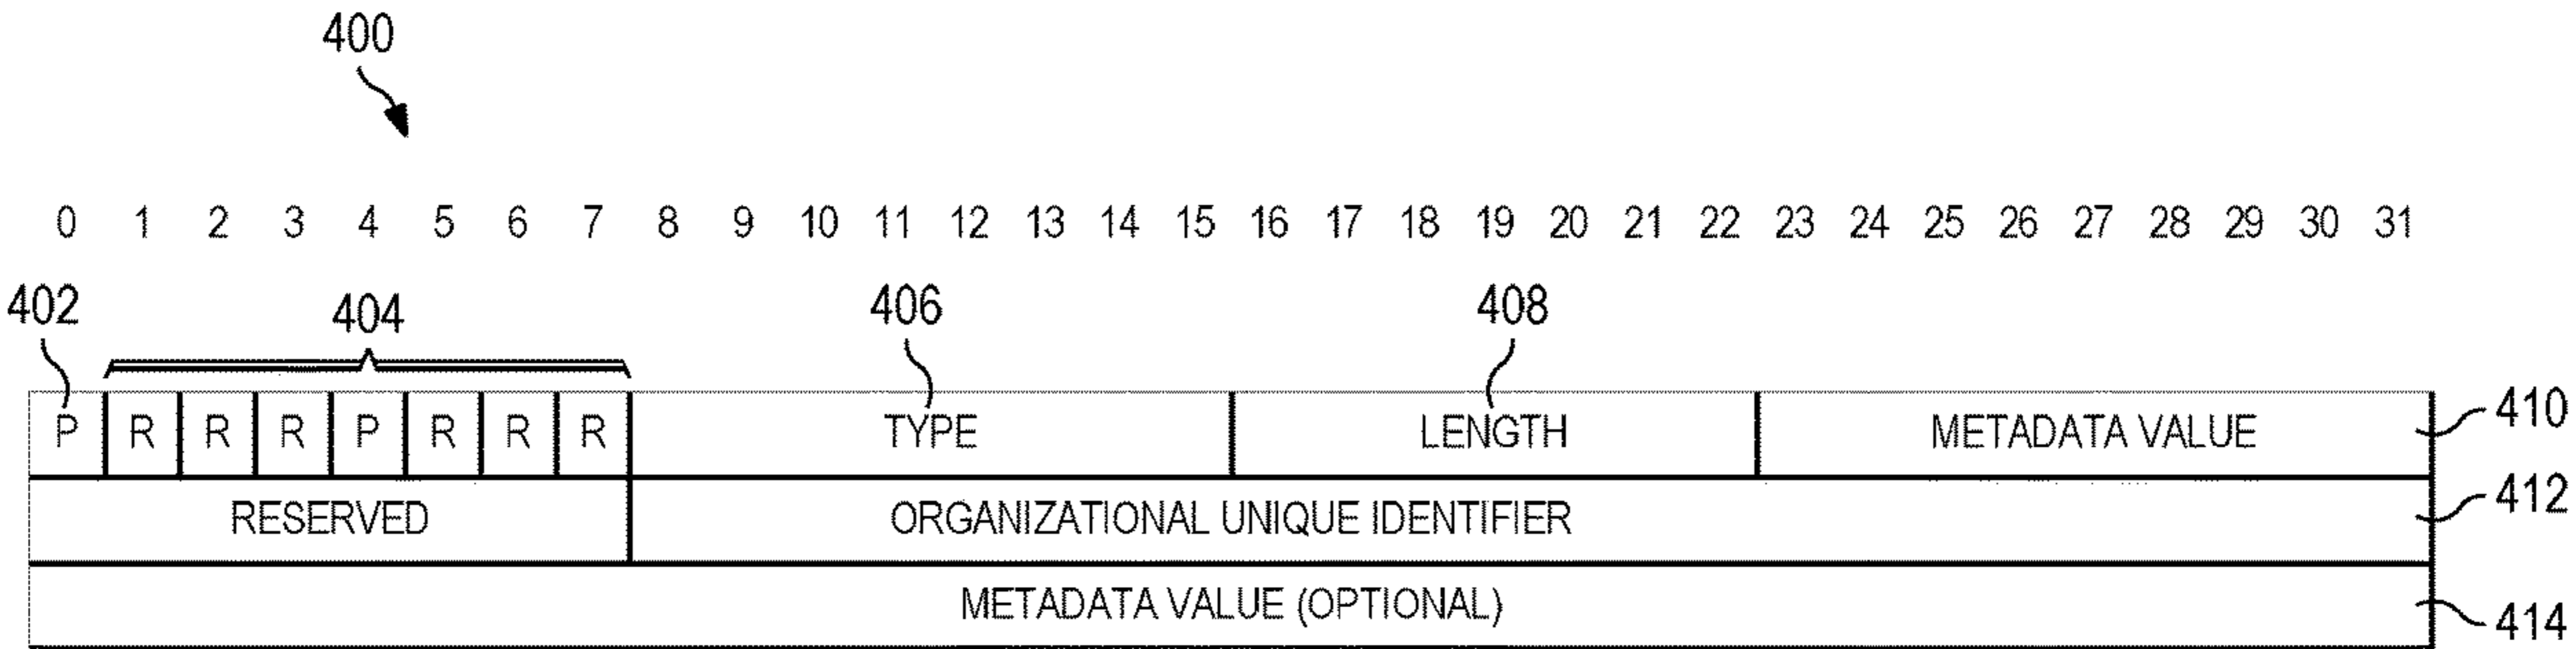 400
0 1 2 3 4 5 6 7 8 9 10 11 12 13 14 15 16 17 18 19 20 21 22 23 24 25 26 27 28 29 30 31
402 404 406 408
P R R R P R R R TYPE LENGTH METADATA VALUE 410
RESERVED ORGANIZATIONAL UNIQUE IDENTIFIER 412
METADATA VALUE (OPTIONAL) 414